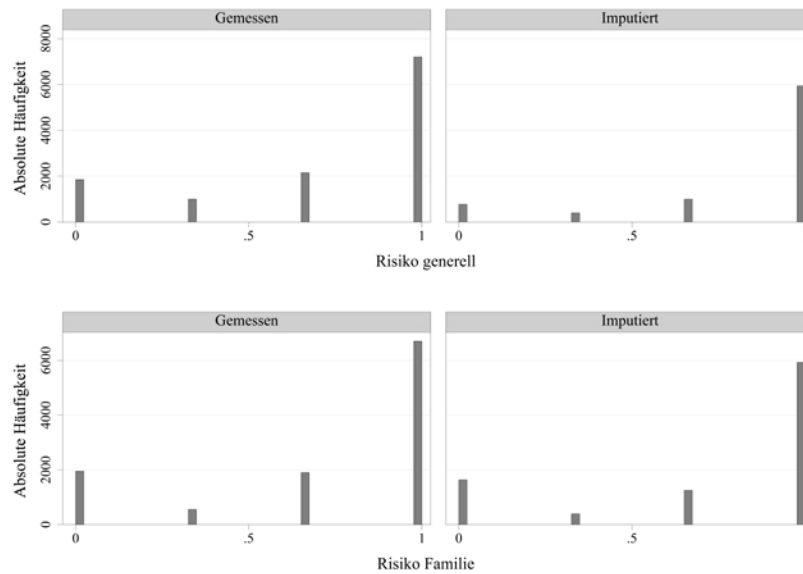 Gemessen Imputiert
Absolute Häufigkeit
8000
6000
4000
2000
0
0 .5 1 0 .5
Risiko generell
Gemessen Imputiert
Absolute Häufigkeit
6000
4000
2000
0
0 .5 1 0 .5
Risiko Familie